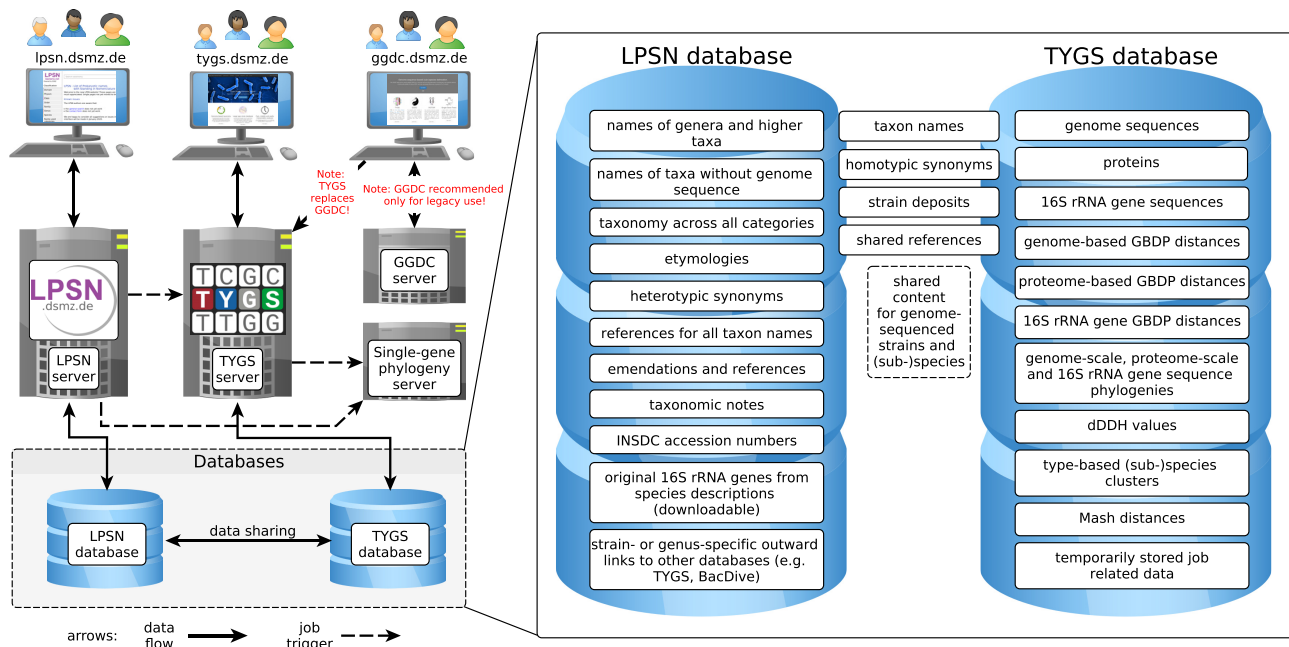 lpsn.dsmz.de
tygs.dsmz.de
ggdc.dsmz.de
LPSN
Note:
TYGS
replaces
GGDC!
Note: GGDC recommended
only for legacy use!
LPSN
.dsmz.de
LPSN
server
TCGC
TYGS
TTGG
TYGS
server
GGDC
server
Single-gene
phylogeny
server
Databases
LPSN
database
data sharing
TYGS
database
arrows:
data
flow
job
trigger
LPSN database
names of genera and higher
taxa
names of taxa without genome
sequence
taxonomy across all categories
etymologies
heterotypic synonyms
references for all taxon names
emendations and references
taxonomic notes
INSDC accession numbers
original 16S rRNA genes from
species descriptions
(downloadable)
strain- or genus-specific outward
links to other databases (e.g.
TYGS, BacDive)
taxon names
homotypic synonyms
strain deposits
shared references
shared
content
for genome-
sequenced
strains and
(sub-)species
TYGS database
genome sequences
proteins
16S rRNA gene sequences
genome-based GBDP distances
proteome-based GBDP distances
16S rRNA gene GBDP distances
genome-scale, proteome-scale
and 16S rRNA gene sequence
phylogenies
dDDH values
type-based (sub-)species
clusters
Mash distances
temporarily stored job
related data